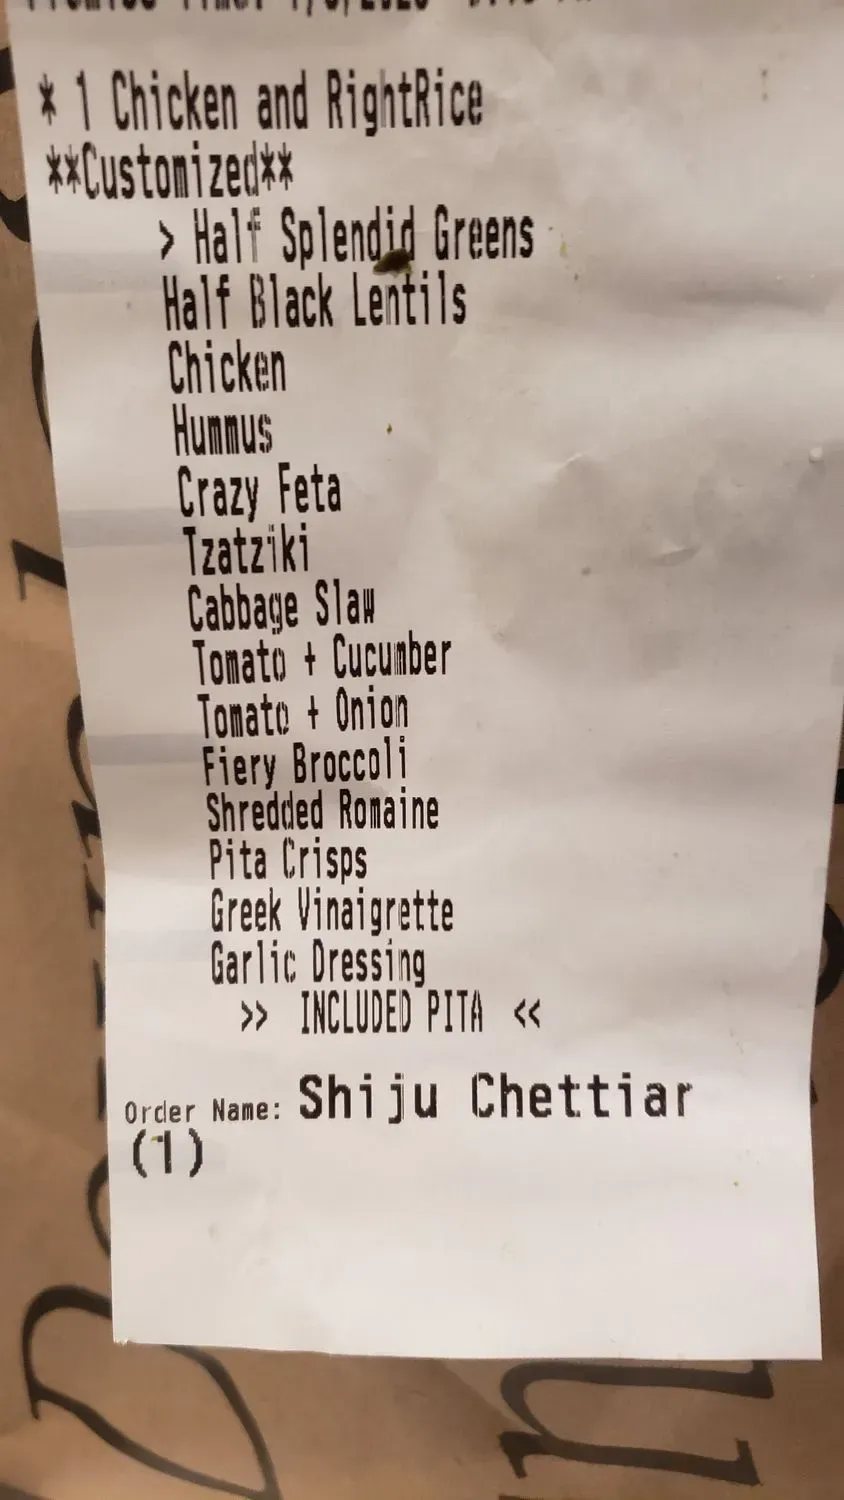 * 1 Chicken and RightRice
**Customized**
> Half Splendid Greens
Half Black Lentils
Chicken
Hummus
Crazy Feta
Tzatziki
Cabbage Slaw
Tomato + Cucumber
Tomato + Onion
Fiery Broccoli
Shredded Romaine
Pita Crisps
Greek Vinaigrette
Garlic Dressing
>> INCLUDED PITA <<
Order Name: Shiju Chettiar
(1)